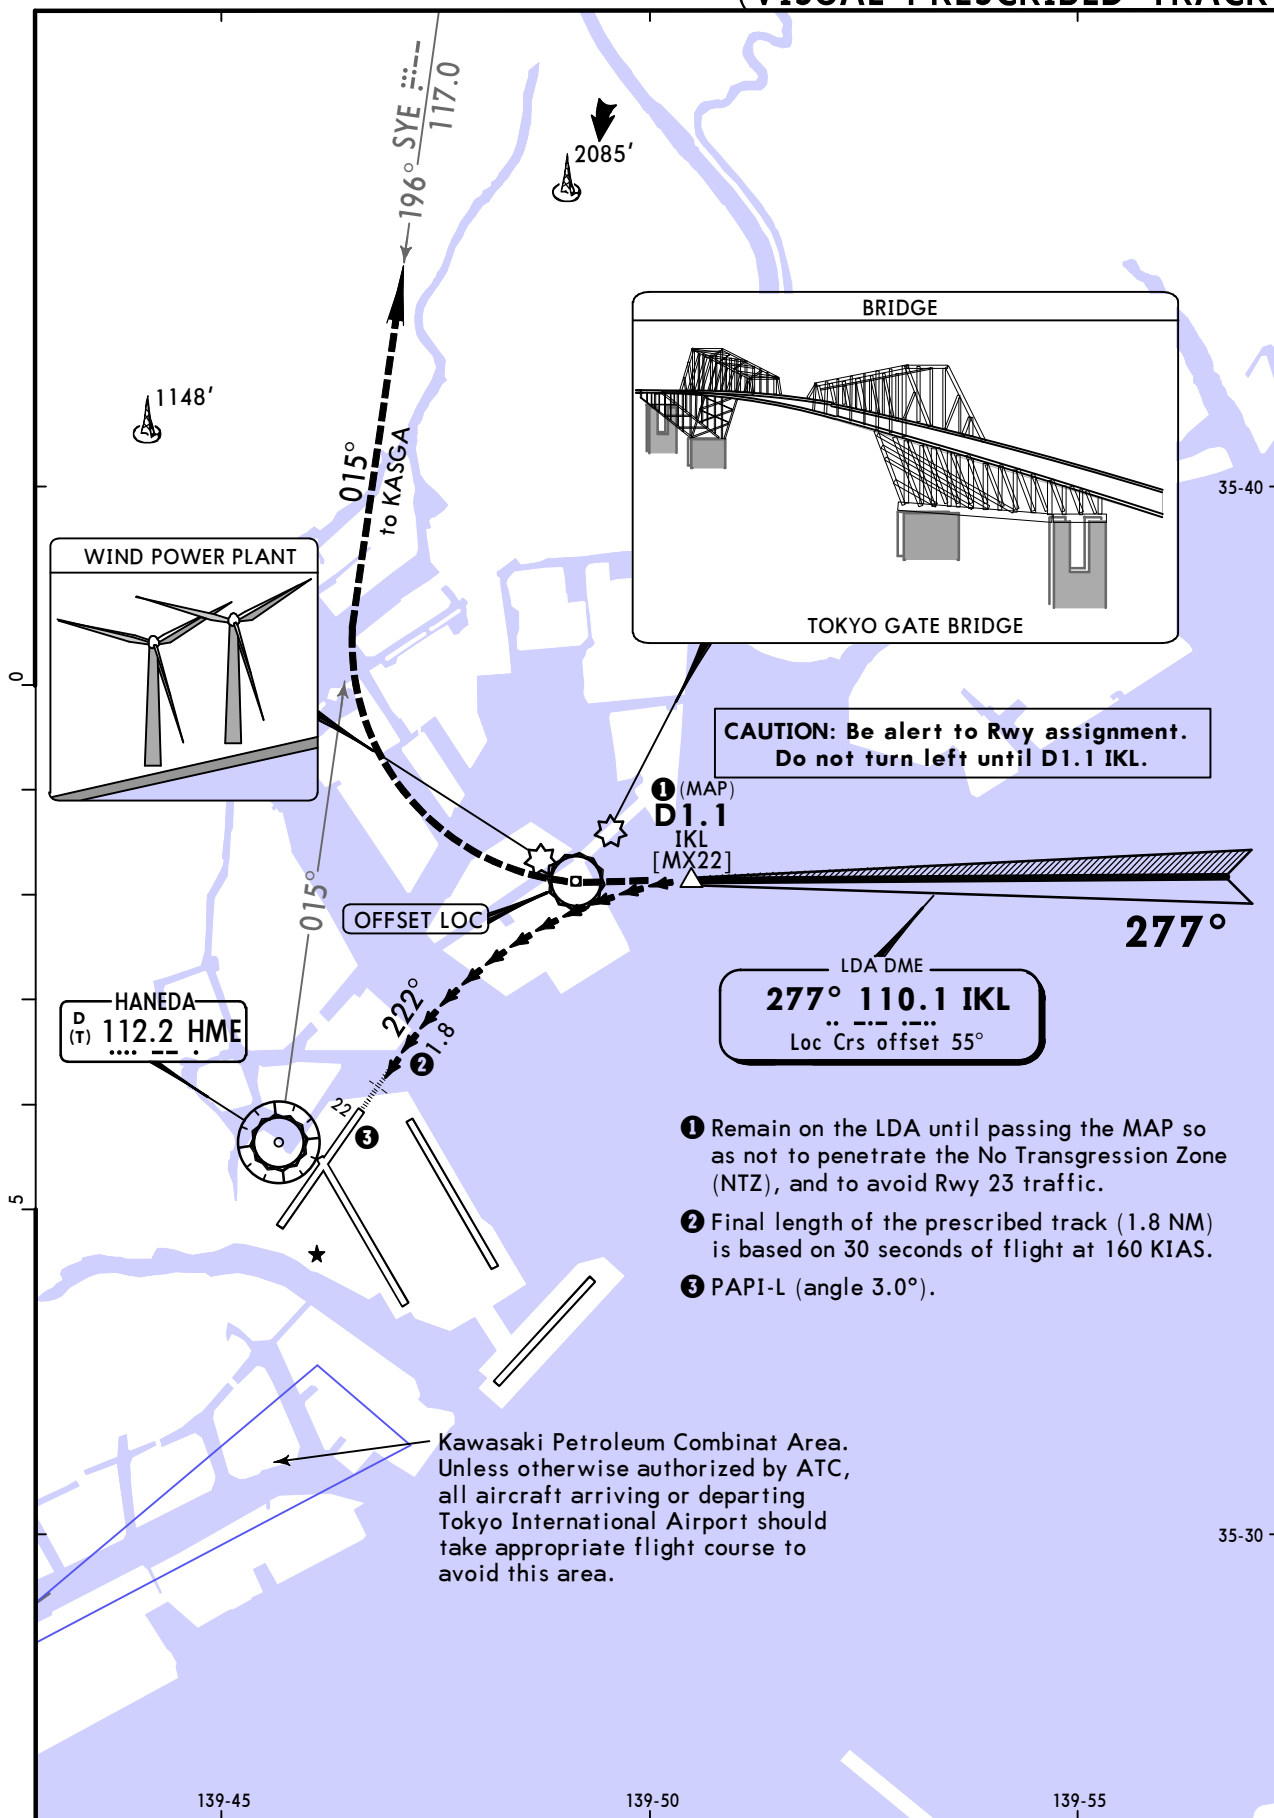 196° SYE
117.0
2085'
1148'
015°
to KASGA
BRIDGE
TOKYO GATE BRIDGE
35-40
WIND POWER PLANT
0
CAUTION: Be alert to Rwy assignment.
Do not turn left until D1.1 IKL.
1 (MAP)
D1.1
IKL
[MX22]
015°
OFFSET LOC
277°
LDA DME
277° 110.1 IKL
Loc Crs offset 55°
HANEDA
D
(T) 112.2 HME
222°
1.8
2
22
3
1 Remain on the LDA until passing the MAP so
as not to penetrate the No Transgression Zone
(NTZ), and to avoid Rwy 23 traffic.
2 Final length of the prescribed track (1.8 NM)
is based on 30 seconds of flight at 160 KIAS.
3 PAPI-L (angle 3.0°).
5
Kawasaki Petroleum Combinat Area.
Unless otherwise authorized by ATC,
all aircraft arriving or departing
Tokyo International Airport should
take appropriate flight course to
avoid this area.
35-30
139-45
139-50
139-55